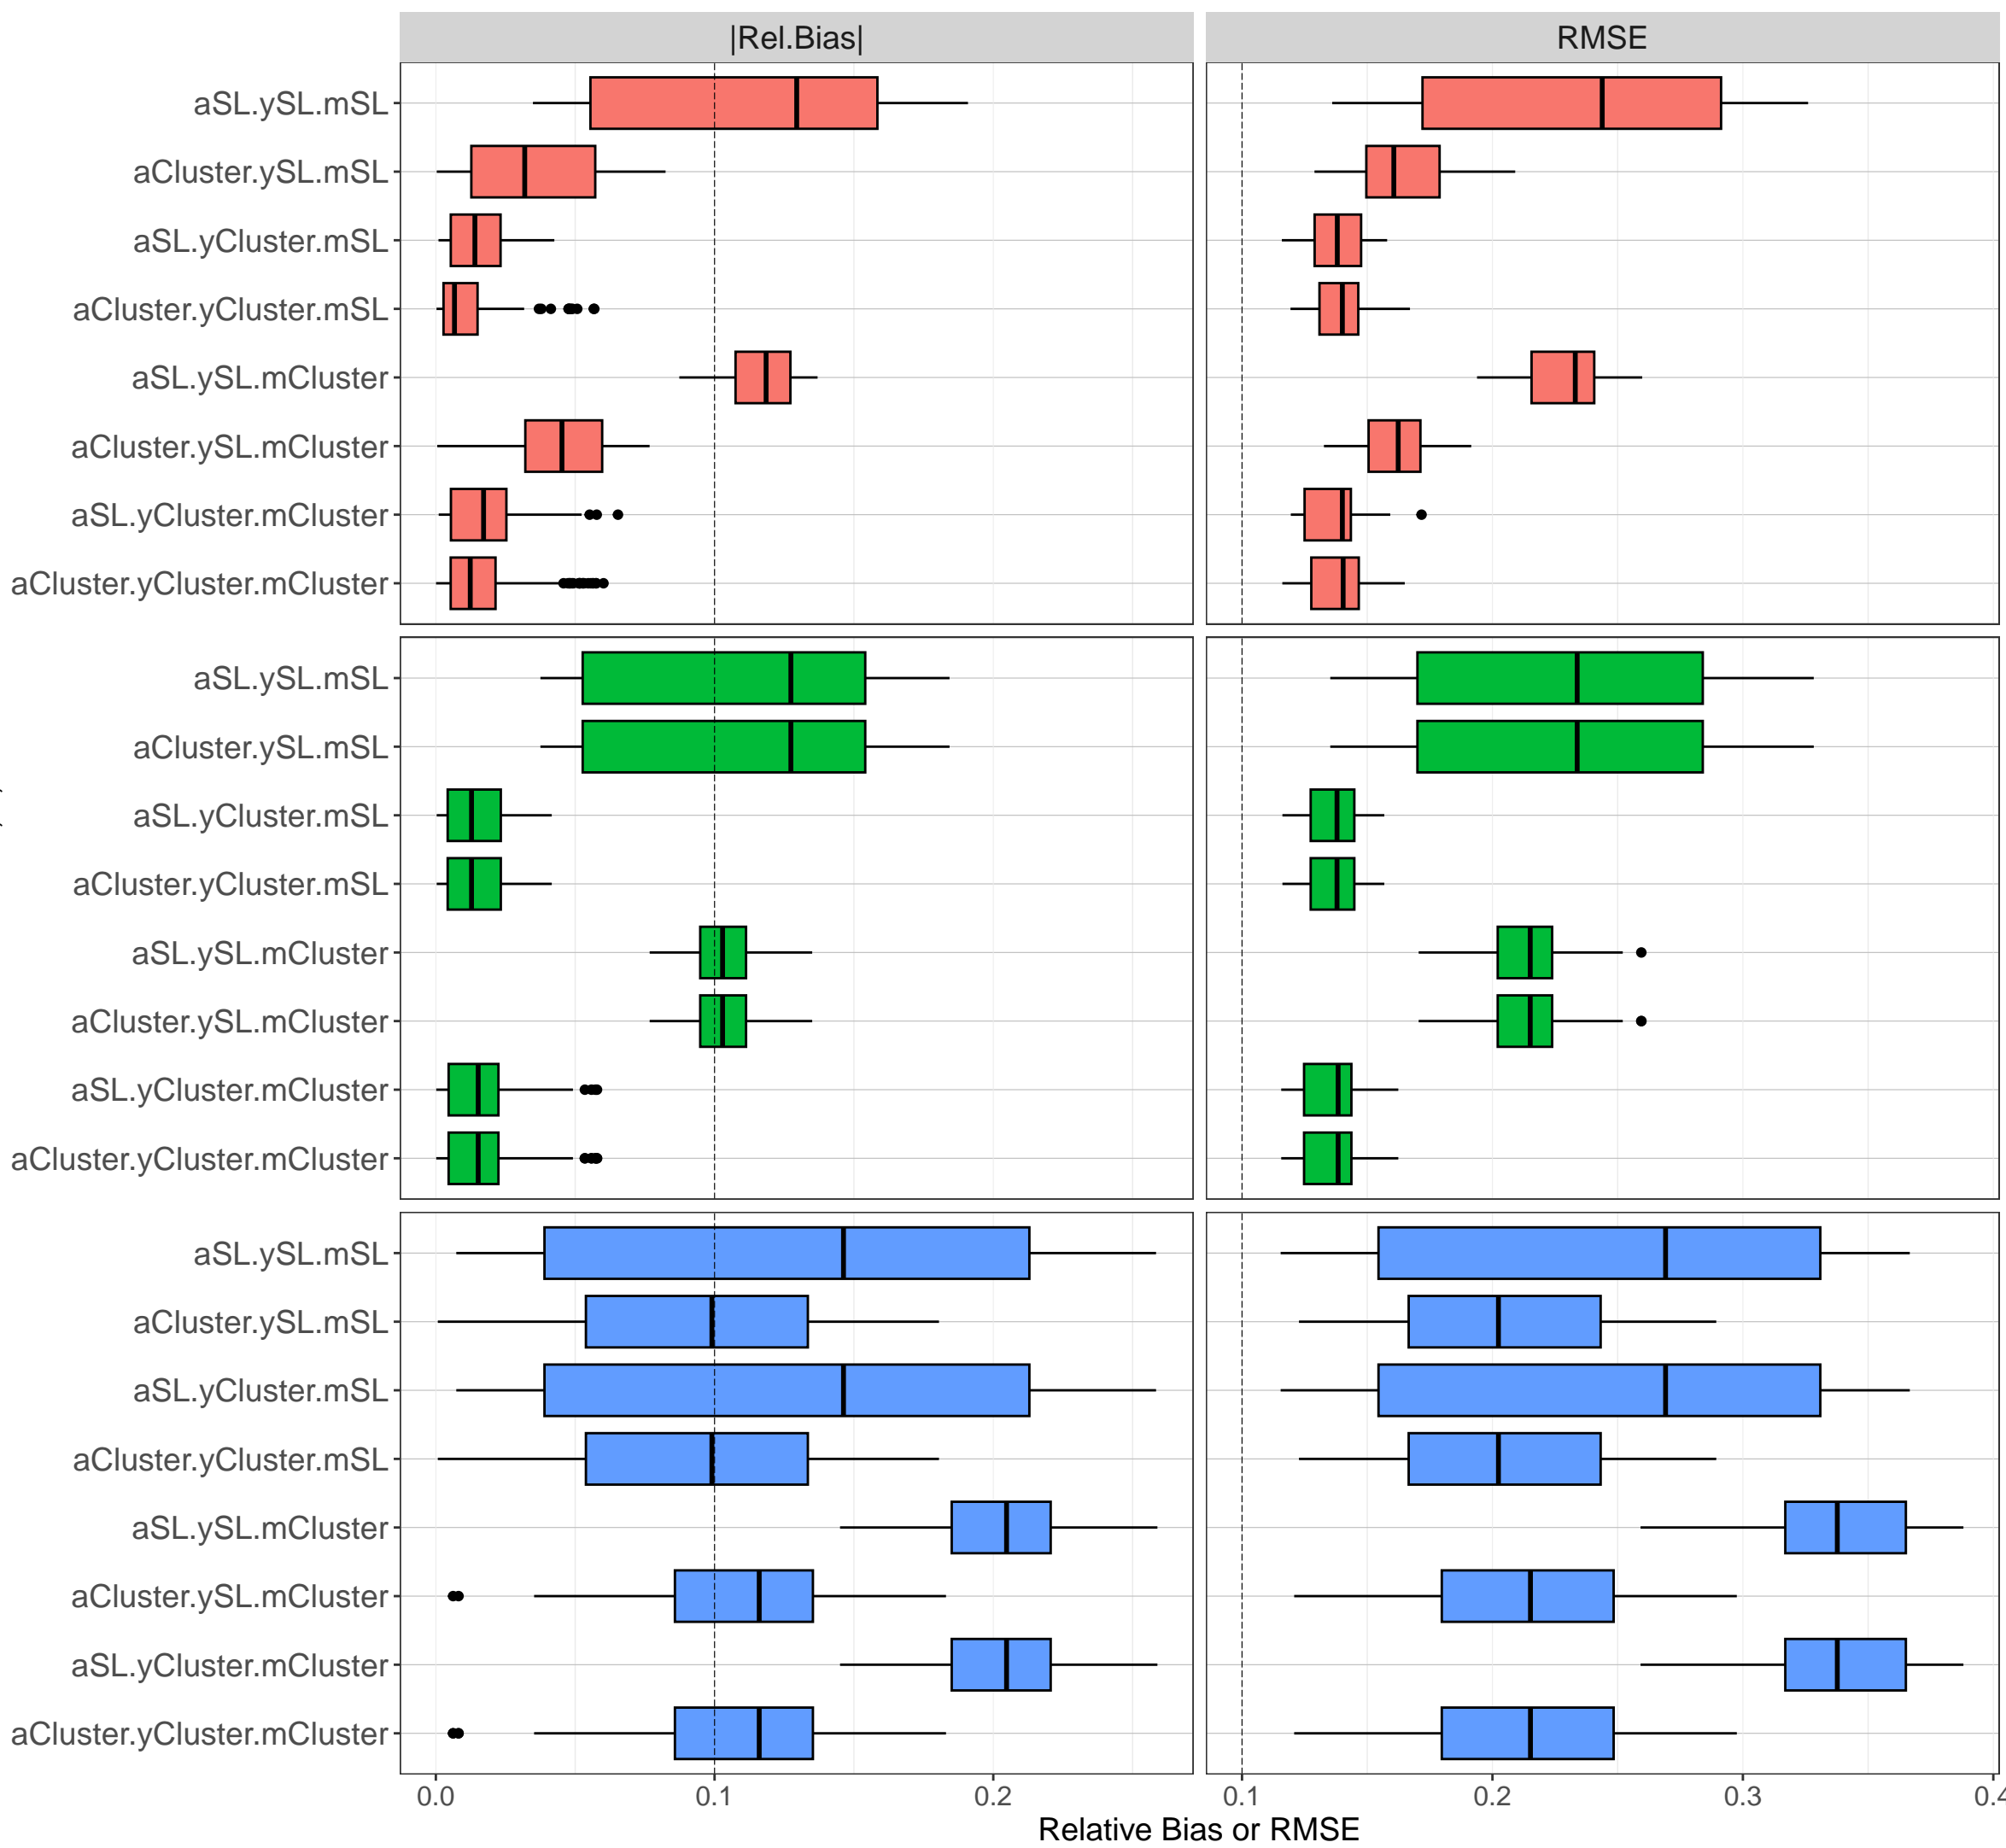 |Rel.Bias| RMSE
aSL.ySL.mSL
aCluster.ySL.mSL
aSL.yCluster.mSL
aCluster.yCluster.mSL
aSL.ySL.mCluster
aCluster.ySL.mCluster
aSL.yCluster.mCluster
aCluster.yCluster.mCluster
aSL.ySL.mSL
aCluster.ySL.mSL
aSL.yCluster.mSL
aCluster.yCluster.mSL
aSL.ySL.mCluster
aCluster.ySL.mCluster
aSL.yCluster.mCluster
aCluster.yCluster.mCluster
aSL.ySL.mSL
aCluster.ySL.mSL
aSL.yCluster.mSL
aCluster.yCluster.mSL
aSL.ySL.mCluster
aCluster.ySL.mCluster
aSL.yCluster.mCluster
aCluster.yCluster.mCluster
0.0 0.1 0.2 0.1 0.2 0.3
Relative Bias or RMSE